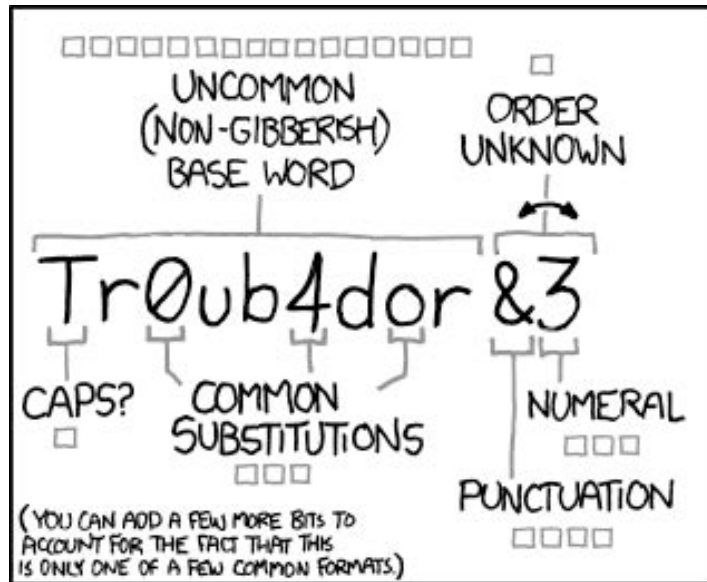 UNCOMMON
(NON-GIBBERISH)
BASE WORD
ORDER
UNKNOWN
Tr0ub4dor &3
CAPS?
COMMON
SUBSTITUTIONS
NUMERAL
PUNCTUATION
(YOU CAN ADD A FEW MORE BITS TO
ACCOUNT FOR THE FACT THAT THIS
IS ONLY ONE OF A FEW COMMON FORMATS.)